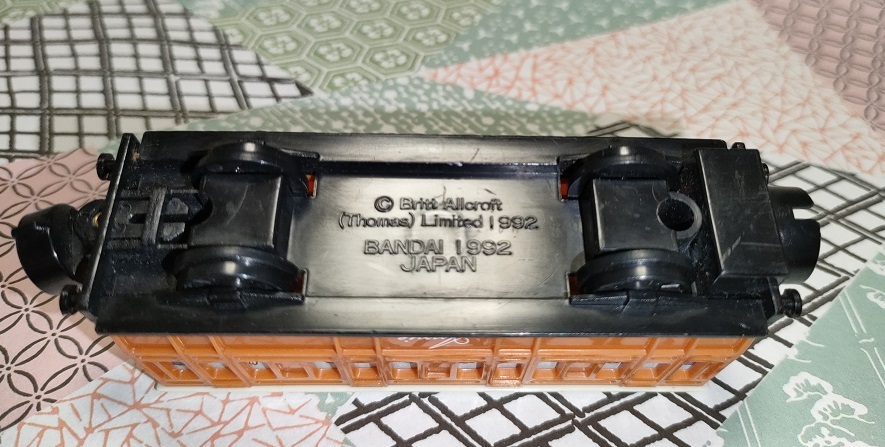 © Britt Allcroft
(Thomas) Limited 1992
BANDAI 1992
JAPAN